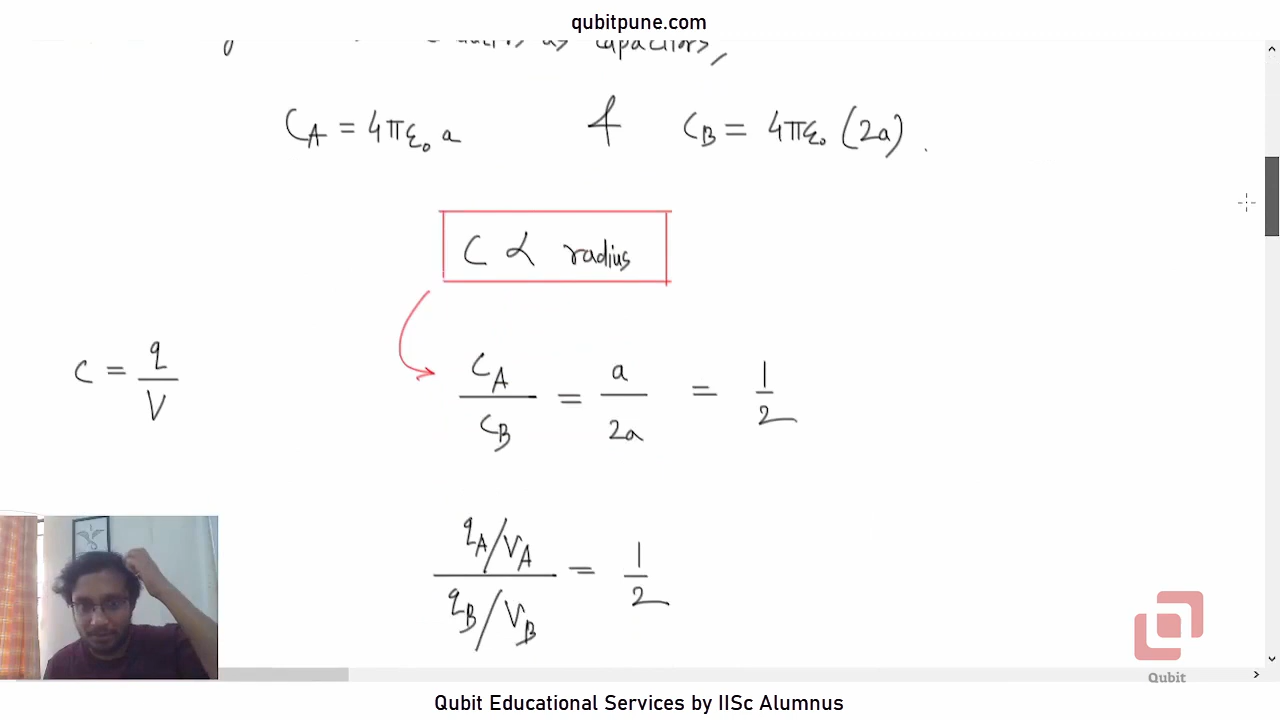 qubitpune.com
as capacitors,
C_A = 4πε₀ a & C_B = 4πε₀ (2a).
C ∝ radius
C = q/V
C_A/C_B = a/2a = 1/2
(q_A/V_A)/(q_B/V_B) = 1/2
Qubit
Qubit Educational Services by IISc Alumnus